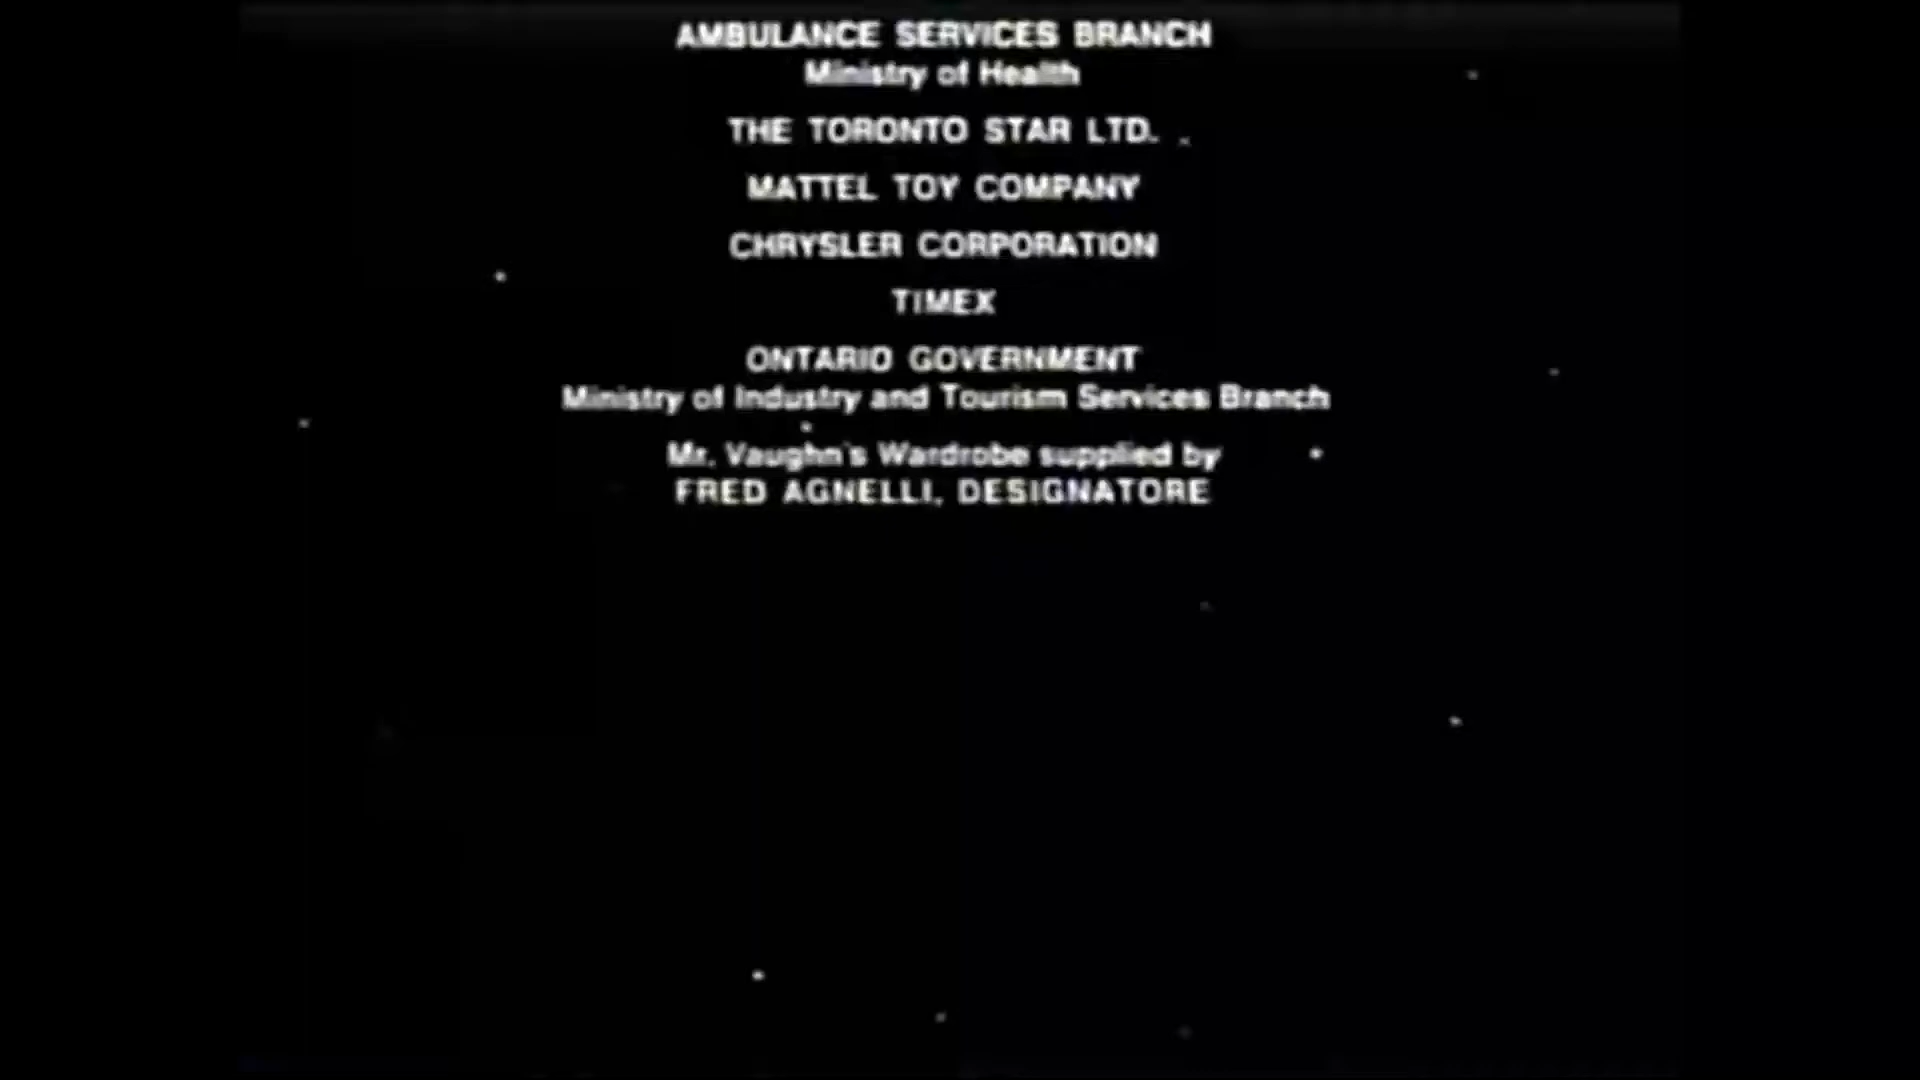 AMBULANCE SERVICES BRANCH
Ministry of Health
THE TORONTO STAR LTD.
MATTEL TOY COMPANY
CHRYSLER CORPORATION
TIMEX
ONTARIO GOVERNMENT
Ministry of Industry and Tourism Services Branch
Mr. Vaughn's Wardrobe supplied by
FRED AGNELLI, DESIGNATORE